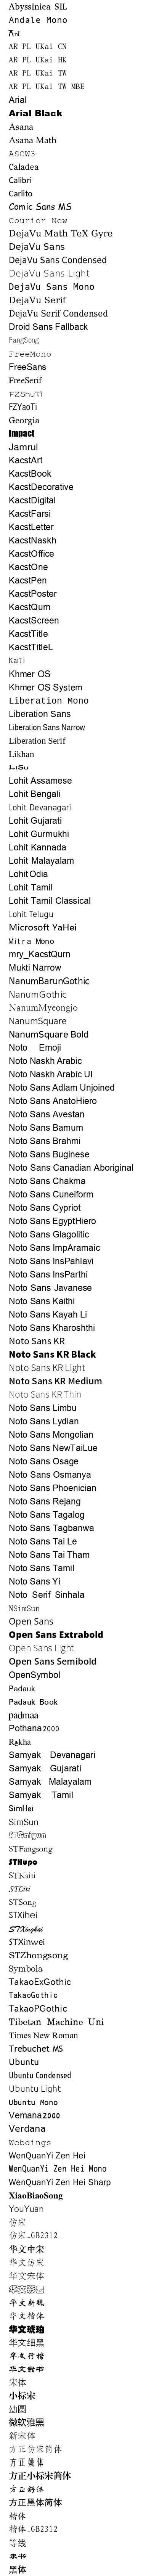 Abyssinica SIL
Andale Mono
AR PL UKai CN
AR PL UKai HK
AR PL UKai TW
AR PL UKai TW MBE
Arial
Arial Black
Asana
Asana Math
ASCW3
Caladea
Calibri
Carlito
Comic Sans MS
Courier New
DejaVu Math TeX Gyre
DejaVu Sans
DejaVu Sans Condensed
DejaVu Sans Light
DejaVu Sans Mono
DejaVu Serif
DejaVu Serif Condensed
Droid Sans Fallback
FangSong
FreeMono
FreeSans
FreeSerif
FZShuTi
FZYaoTi
Georgia
Impact
Jamrul
KacstArt
KacstBook
KacstDecorative
KacstDigital
KacstFarsi
KacstLetter
KacstNaskh
KacstOffice
KacstOne
KacstPen
KacstPoster
KacstQurn
KacstScreen
KacstTitle
KacstTitleL
KaiTi
Khmer OS
Khmer OS System
Liberation Mono
Liberation Sans
Liberation Sans Narrow
Liberation Serif
Likhan
LiSu
Lohit Assamese
Lohit Bengali
Lohit Devanagari
Lohit Gujarati
Lohit Gurmukhi
Lohit Kannada
Lohit Malayalam
Lohit Odia
Lohit Tamil
Lohit Tamil Classical
Lohit Telugu
Microsoft YaHei
Mitra Mono
mry_KacstQurn
Mukti Narrow
NanumBarunGothic
NanumGothic
NanumMyeongjo
NanumSquare
NanumSquare Bold
Noto Emoji
Noto Naskh Arabic
Noto Naskh Arabic UI
Noto Sans Adlam Unjoined
Noto Sans AnatoHiero
Noto Sans Avestan
Noto Sans Bamum
Noto Sans Brahmi
Noto Sans Buginese
Noto Sans Canadian Aboriginal
Noto Sans Chakma
Noto Sans Cuneiform
Noto Sans Cypriot
Noto Sans EgyptHiero
Noto Sans Glagolitic
Noto Sans ImpAramaic
Noto Sans InsPahlavi
Noto Sans InsParthi
Noto Sans Javanese
Noto Sans Kaithi
Noto Sans Kayah Li
Noto Sans Kharoshthi
Noto Sans KR
Noto Sans KR Black
Noto Sans KR Light
Noto Sans KR Medium
Noto Sans KR Thin
Noto Sans Limbu
Noto Sans Lydian
Noto Sans Mongolian
Noto Sans NewTaiLue
Noto Sans Osage
Noto Sans Osmanya
Noto Sans Phoenician
Noto Sans Rejang
Noto Sans Tagalog
Noto Sans Tagbanwa
Noto Sans Tai Le
Noto Sans Tai Tham
Noto Sans Tamil
Noto Sans Yi
Noto Serif Sinhala
NSimSun
Open Sans
Open Sans Extrabold
Open Sans Light
Open Sans Semibold
OpenSymbol
Padauk
Padauk Book
padmaa
Pothana2000
Rekha
Samyak Devanagari
Samyak Gujarati
Samyak Malayalam
Samyak Tamil
SimHei
SimSun
STCaiyun
STFangsong
STHupo
STKaiti
STLiti
STSong
STXihei
STXingkai
STXinwei
STZhongsong
Symbola
TakaoExGothic
TakaoGothic
TakaoPGothic
Tibetan Machine Uni
Times New Roman
Trebuchet MS
Ubuntu
Ubuntu Condensed
Ubuntu Light
Ubuntu Mono
Vemana2000
Verdana
Webdings
WenQuanYi Zen Hei
WenQuanYi Zen Hei Mono
WenQuanYi Zen Hei Sharp
XiaoBiaoSong
YouYuan
仿宋
仿宋_GB2312
华文中宋
华文仿宋
华文宋体
华文彩云
华文新魏
华文楷体
华文琥珀
华文细黑
华文行楷
华文隶书
宋体
小标宋
幼圆
微软雅黑
新宋体
方正仿宋简体
方正姚体
方正小标宋简体
方正舒体
方正黑体简体
楷体
楷体_GB2312
等线
隶书
黑体